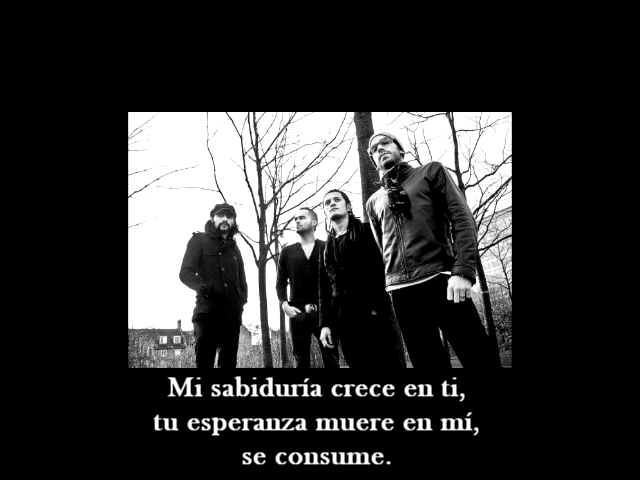 Mi sabiduría crece en ti,
tu esperanza muere en mí,
se consume.